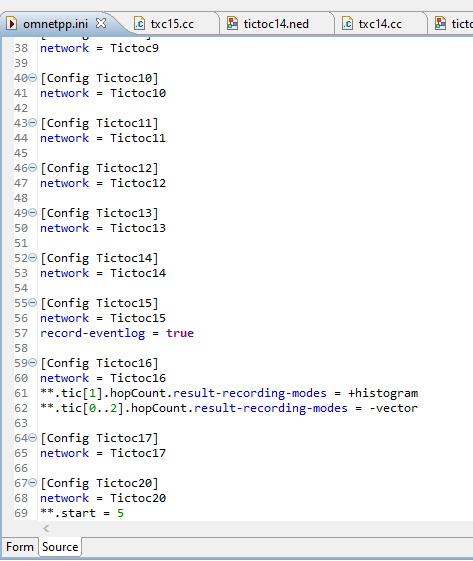 omnetpp.ini txc15.cc tictoc14.ned txc14.cc
38 network = Tictoc9
39
40 [Config Tictoc10]
41 network = Tictoc10
42
43 [Config Tictoc11]
44 network = Tictoc11
45
46 [Config Tictoc12]
47 network = Tictoc12
48
49 [Config Tictoc13]
50 network = Tictoc13
51
52 [Config Tictoc14]
53 network = Tictoc14
54
55 [Config Tictoc15]
56 network = Tictoc15
57 record-eventlog = true
58
59 [Config Tictoc16]
60 network = Tictoc16
61 **.tic[1].hopCount.result-recording-modes = +histogram
62 **.tic[0..2].hopCount.result-recording-modes = -vector
63
64 [Config Tictoc17]
65 network = Tictoc17
66
67 [Config Tictoc20]
68 network = Tictoc20
69 **.start = 5
Form Source